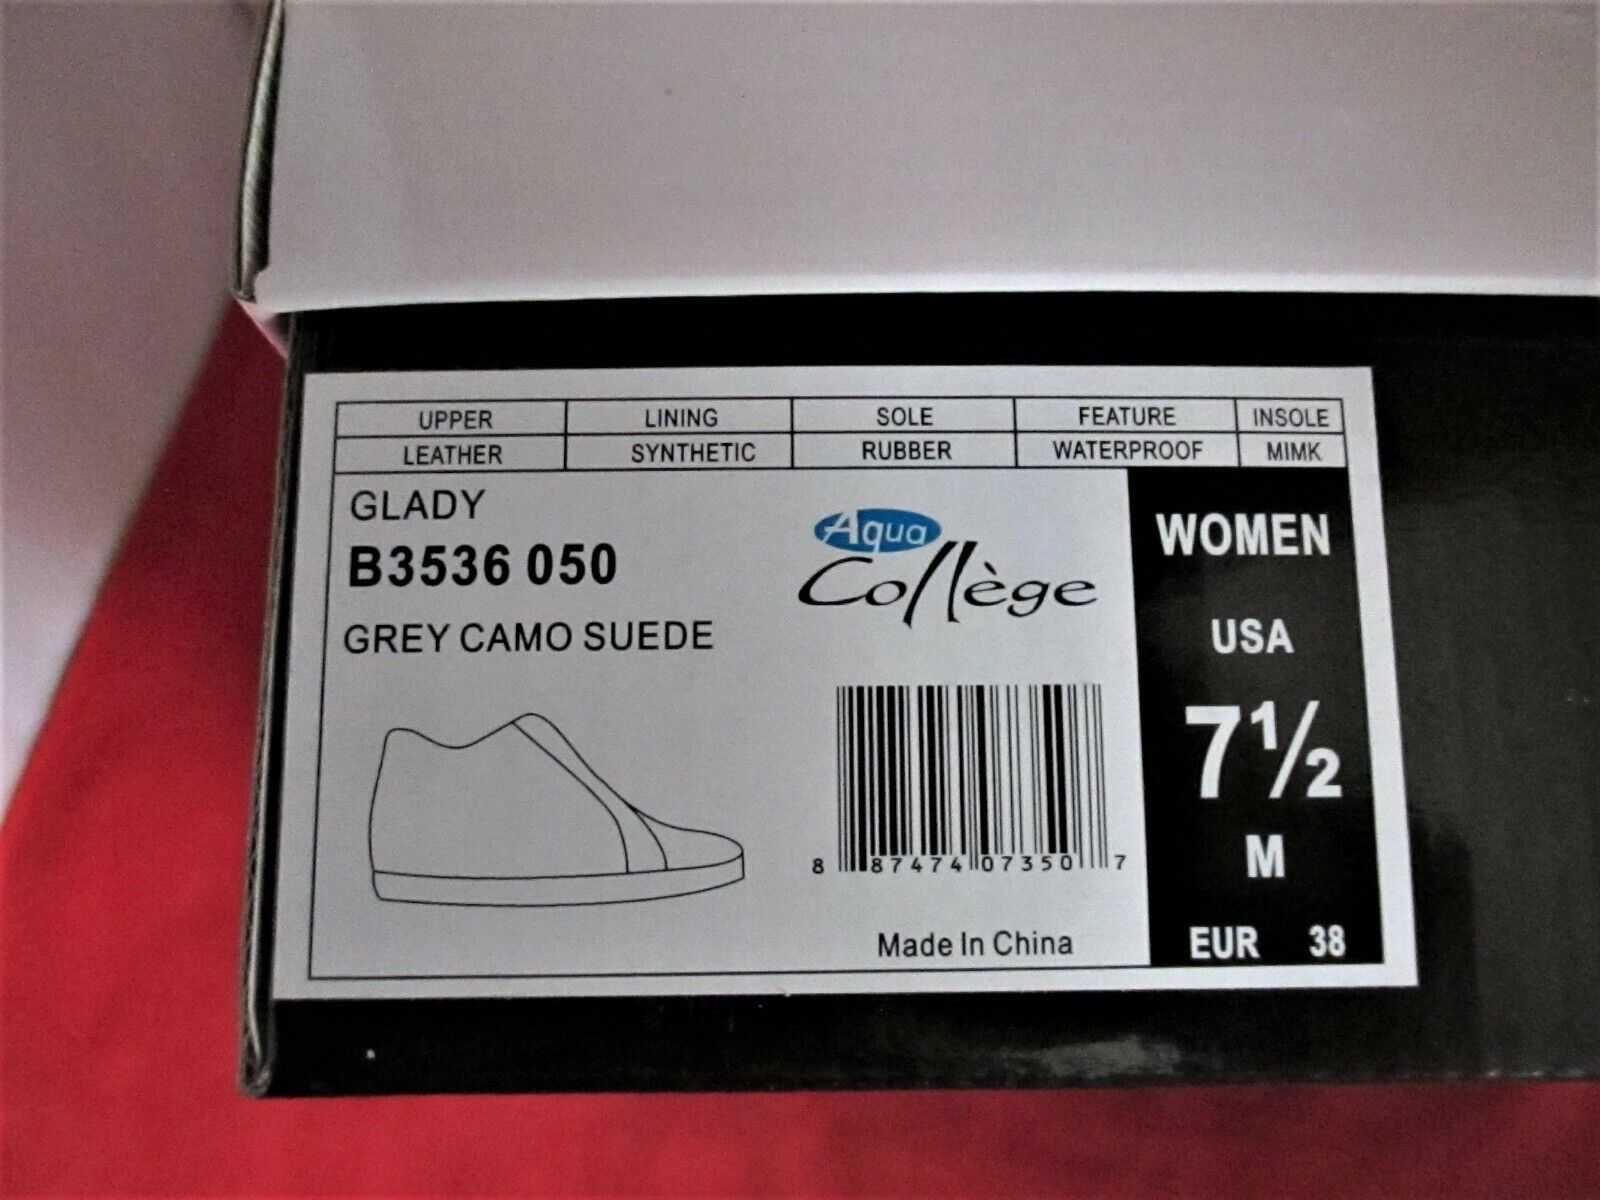 UPPER LINING SOLE FEATURE INSOLE
LEATHER SYNTHETIC RUBBER WATERPROOF MIMK
GLADY
B3536 050
GREY CAMO SUEDE
Aqua
Collège
8 87474 07350 7
Made In China
WOMEN
USA
7½
M
EUR 38